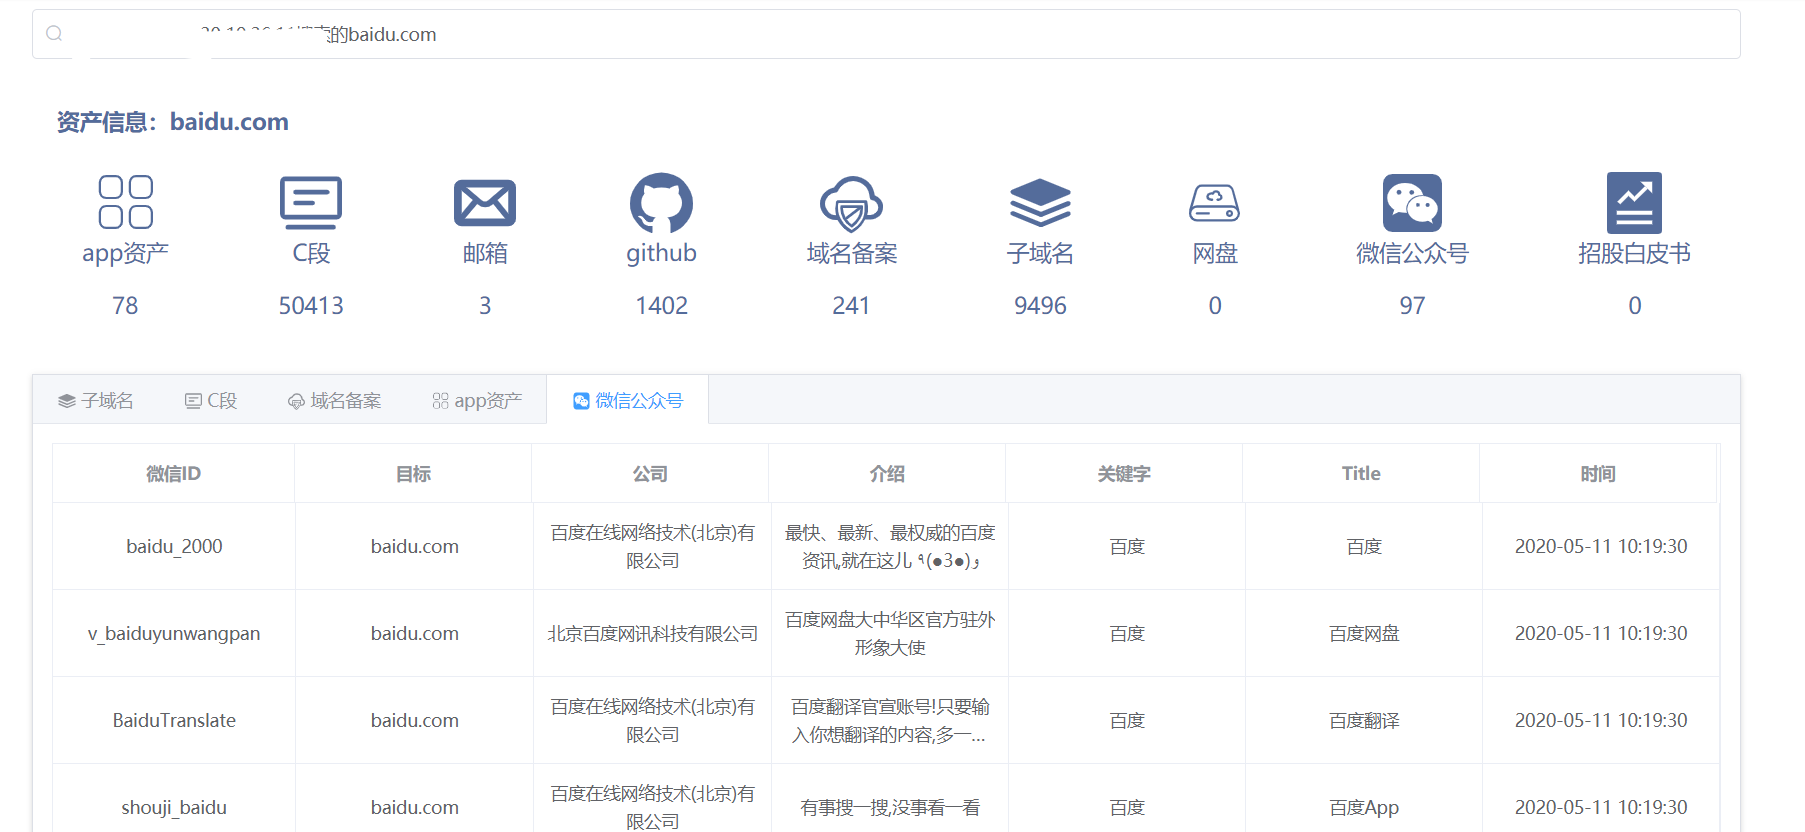 的baidu.com
资产信息：baidu.com
app资产 C段 邮箱 github 域名备案 子域名 网盘 微信公众号 招股白皮书
78 50413 3 1402 241 9496 0 97 0
子域名 C段 域名备案 app资产 微信公众号
微信ID 目标 公司 介绍 关键字 Title 时间
百度在线网络技术(北京)有 最快、最新、最权威的百度
baidu_2000 baidu.com 百度 百度 2020-05-11 10:19:30
限公司 资讯,就在这儿 ٩(●3●)و
百度网盘大中华区官方驻外
v_baiduyunwangpan baidu.com 北京百度网讯科技有限公司 百度 百度网盘 2020-05-11 10:19:30
形象大使
百度在线网络技术(北京)有 百度翻译官宣账号!只要输
BaiduTranslate baidu.com 百度 百度翻译 2020-05-11 10:19:30
限公司 入你想翻译的内容,多一...
百度在线网络技术(北京)有
shouji_baidu baidu.com 有事搜一搜,没事看一看 百度 百度App 2020-05-11 10:19:30
限公司